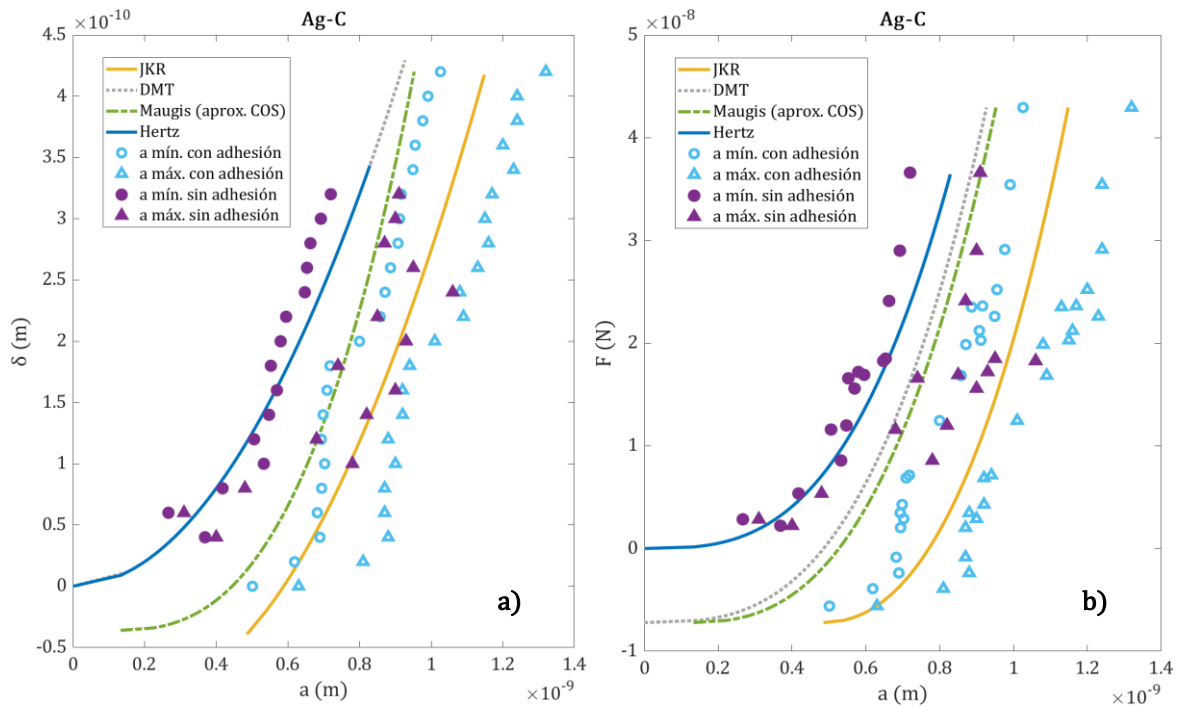 Ag-C
×10⁻¹⁰
4.5
4
3.5
3
2.5
2
1.5
1
0.5
0
-0.5
δ (m)
JKR
DMT
Maugis (aprox. COS)
Hertz
a mín. con adhesión
a máx. con adhesión
a mín. sin adhesión
a máx. sin adhesión
a)
0 0.2 0.4 0.6 0.8 1 1.2 1.4
a (m)
×10⁻⁹
Ag-C
×10⁻⁸
5
4
3
2
1
0
-1
F (N)
JKR
DMT
Maugis (aprox. COS)
Hertz
a mín. con adhesión
a máx. con adhesión
a mín. sin adhesión
a máx. sin adhesión
b)
0 0.2 0.4 0.6 0.8 1 1.2 1.4
a (m)
×10⁻⁹